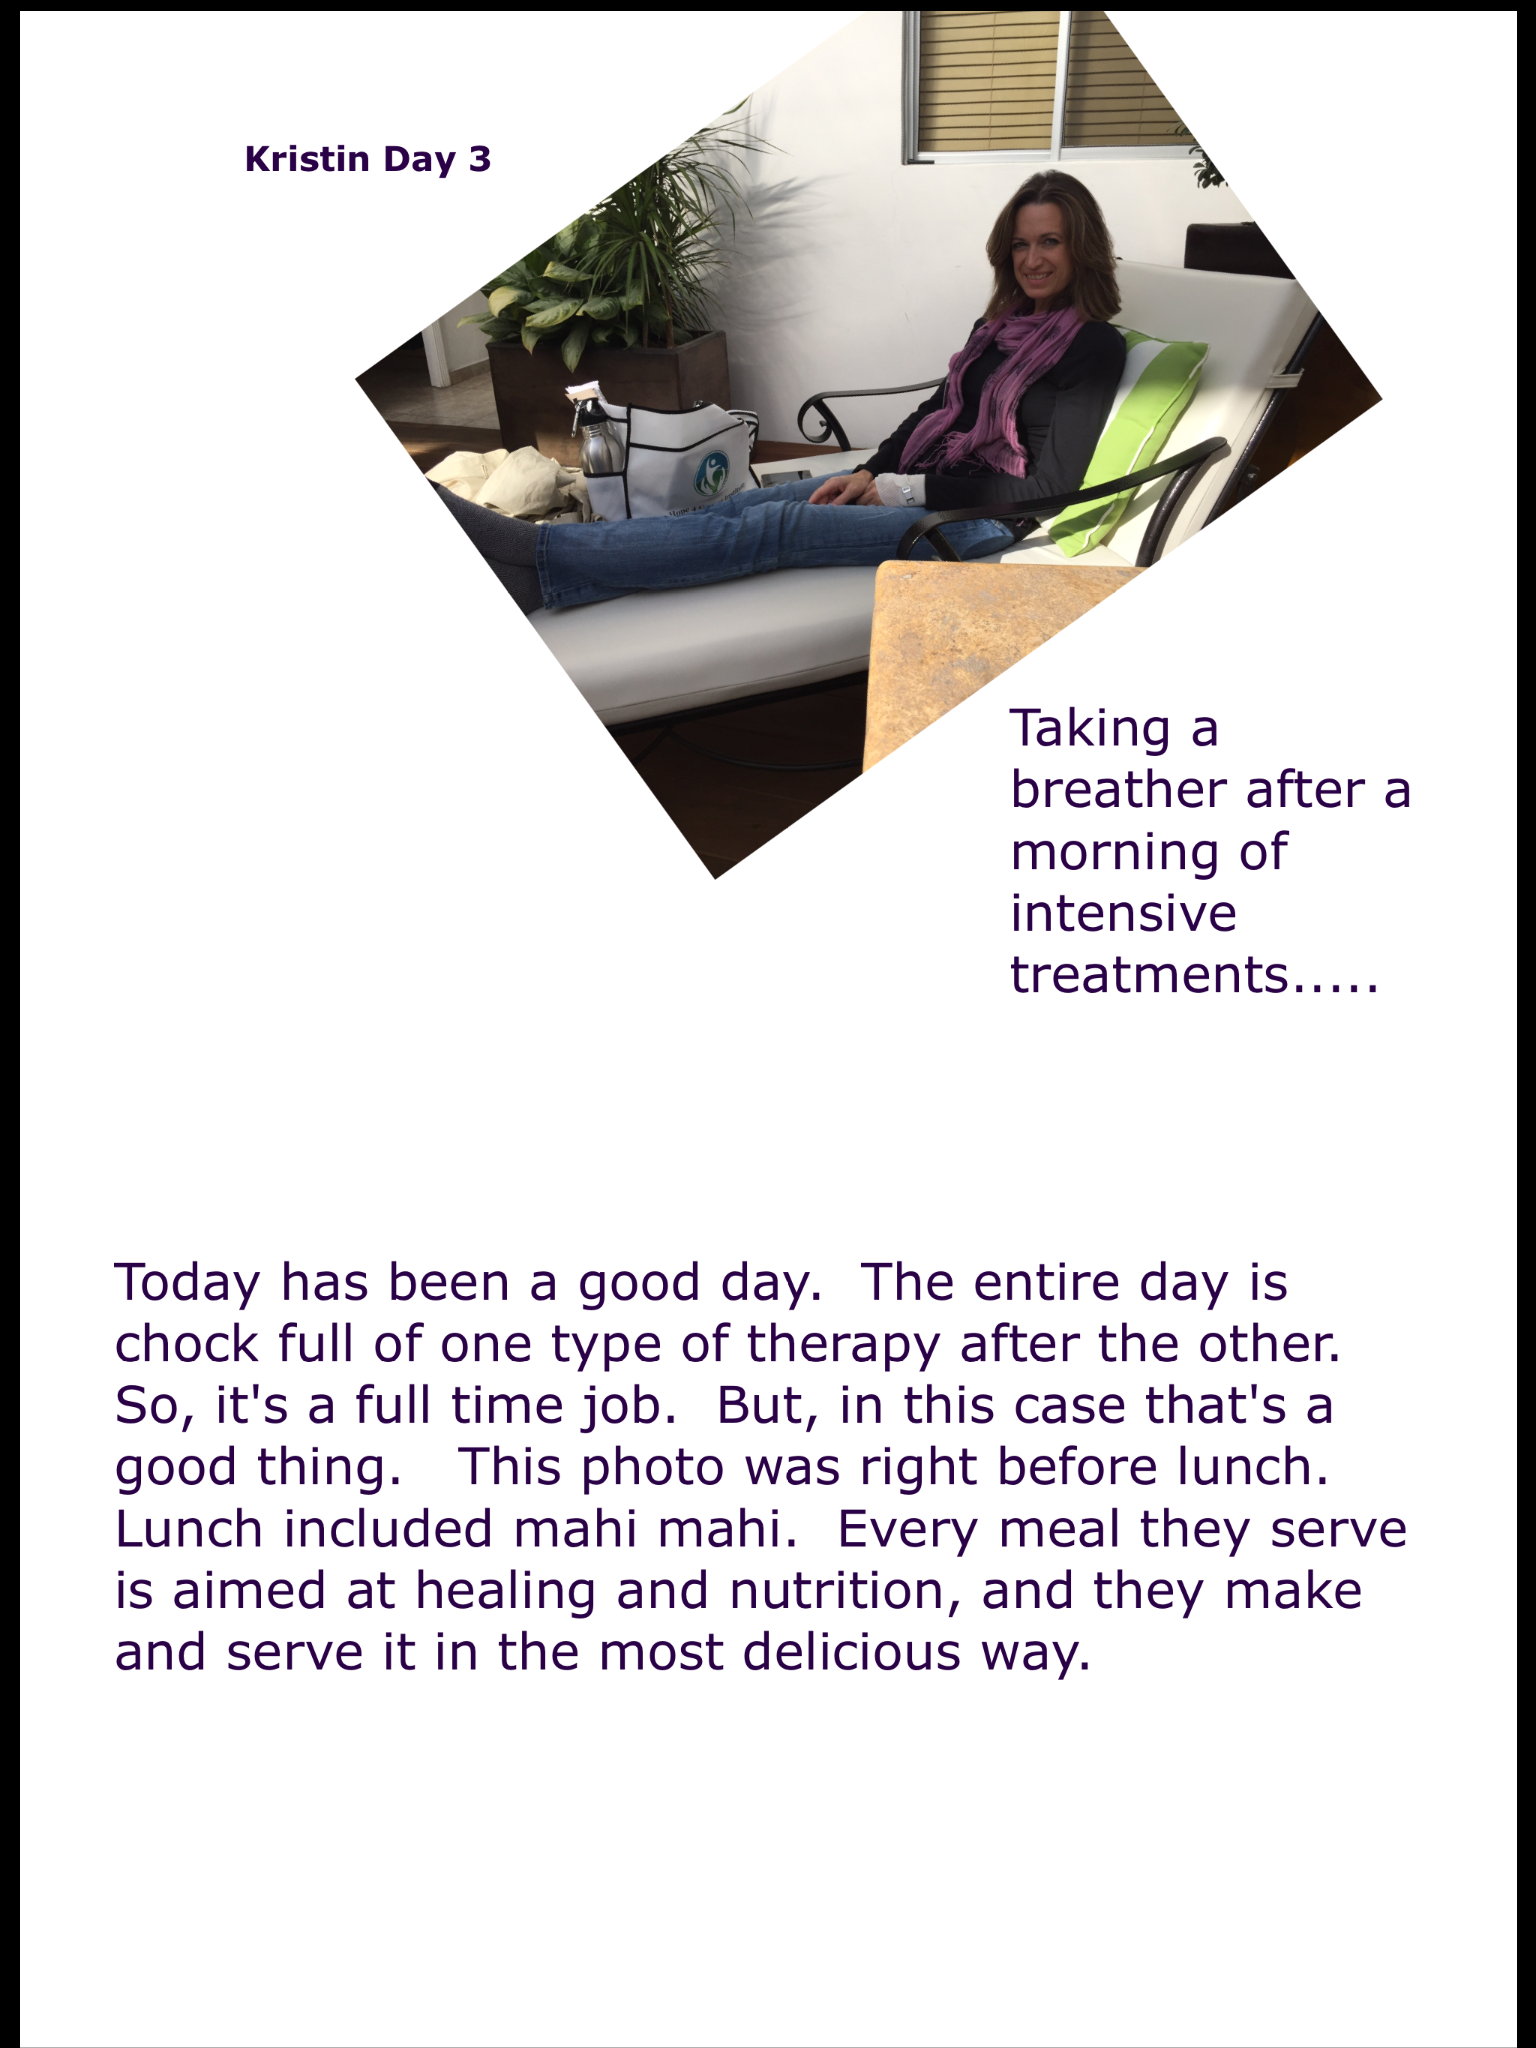 Kristin Day 3
Taking a
breather after a
morning of
intensive
treatments.....
Today has been a good day.  The entire day is
chock full of one type of therapy after the other.
So, it's a full time job.  But, in this case that's a
good thing.   This photo was right before lunch.
Lunch included mahi mahi.  Every meal they serve
is aimed at healing and nutrition, and they make
and serve it in the most delicious way.